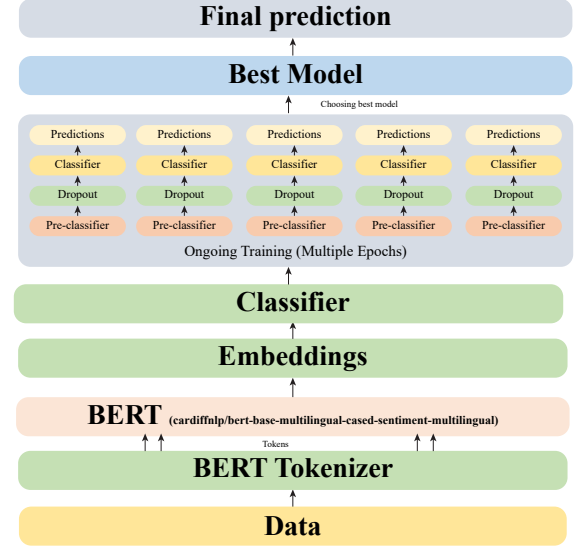 Final prediction
Best Model
Choosing best model
Predictions Predictions Predictions Predictions Predictions
Classifier Classifier Classifier Classifier Classifier
Dropout Dropout Dropout Dropout Dropout
Pre-classifier Pre-classifier Pre-classifier Pre-classifier Pre-classifier
Ongoing Training (Multiple Epochs)
Classifier
Embeddings
BERT (cardiffnlp/bert-base-multilingual-cased-sentiment-multilingual)
Tokens
BERT Tokenizer
Data